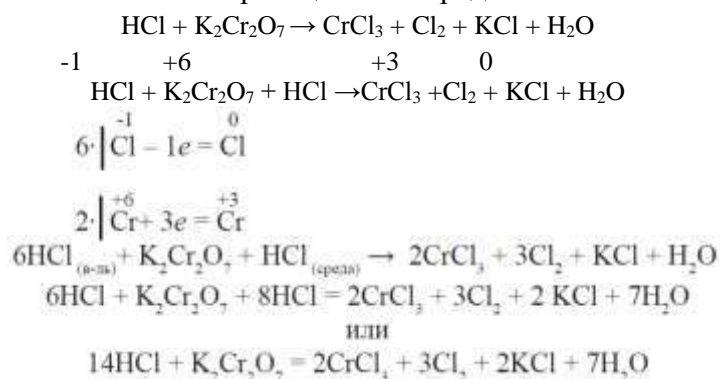 HCl + K₂Cr₂O₇ → CrCl₃ + Cl₂ + KCl + H₂O
-1 +6 +3 0
HCl + K₂Cr₂O₇ + HCl →CrCl₃ +Cl₂ + KCl + H₂O
-1 0
6·|Cl – 1e = Cl
+6 +3
2·|Cr+ 3e = Cr
6HCl (в-ль) + K₂Cr₂O₇ + HCl (среда) → 2CrCl₃ + 3Cl₂ + KCl + H₂O
6HCl + K₂Cr₂O₇ + 8HCl = 2CrCl₃ + 3Cl₂ + 2 KCl + 7H₂O
или
14HCl + K₂Cr₂O₇ = 2CrCl₃ + 3Cl₂ + 2KCl + 7H₂O